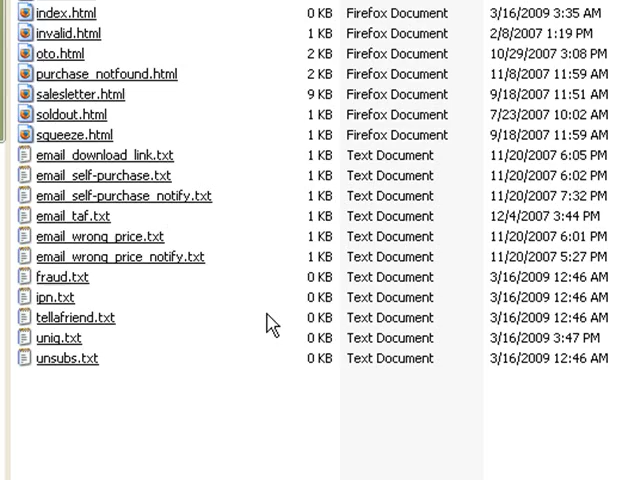 index.html 0 KB Firefox Document 3/16/2009 3:35 AM
invalid.html 1 KB Firefox Document 2/8/2007 1:19 PM
oto.html 2 KB Firefox Document 10/29/2007 3:08 PM
purchase_notfound.html 2 KB Firefox Document 11/8/2007 11:59 AM
salesletter.html 9 KB Firefox Document 9/18/2007 11:51 AM
soldout.html 1 KB Firefox Document 7/23/2007 10:02 AM
squeeze.html 1 KB Firefox Document 9/18/2007 11:59 AM
email_download_link.txt 1 KB Text Document 11/20/2007 6:05 PM
email_self-purchase.txt 1 KB Text Document 11/20/2007 6:02 PM
email_self-purchase_notify.txt 1 KB Text Document 11/20/2007 7:32 PM
email_taf.txt 1 KB Text Document 12/4/2007 3:44 PM
email_wrong_price.txt 1 KB Text Document 11/20/2007 6:01 PM
email_wrong_price_notify.txt 1 KB Text Document 11/20/2007 5:27 PM
fraud.txt 0 KB Text Document 3/16/2009 12:46 AM
ipn.txt 0 KB Text Document 3/16/2009 12:46 AM
tellafriend.txt 0 KB Text Document 3/16/2009 12:46 AM
uniq.txt 0 KB Text Document 3/16/2009 3:47 PM
unsubs.txt 0 KB Text Document 3/16/2009 12:46 AM